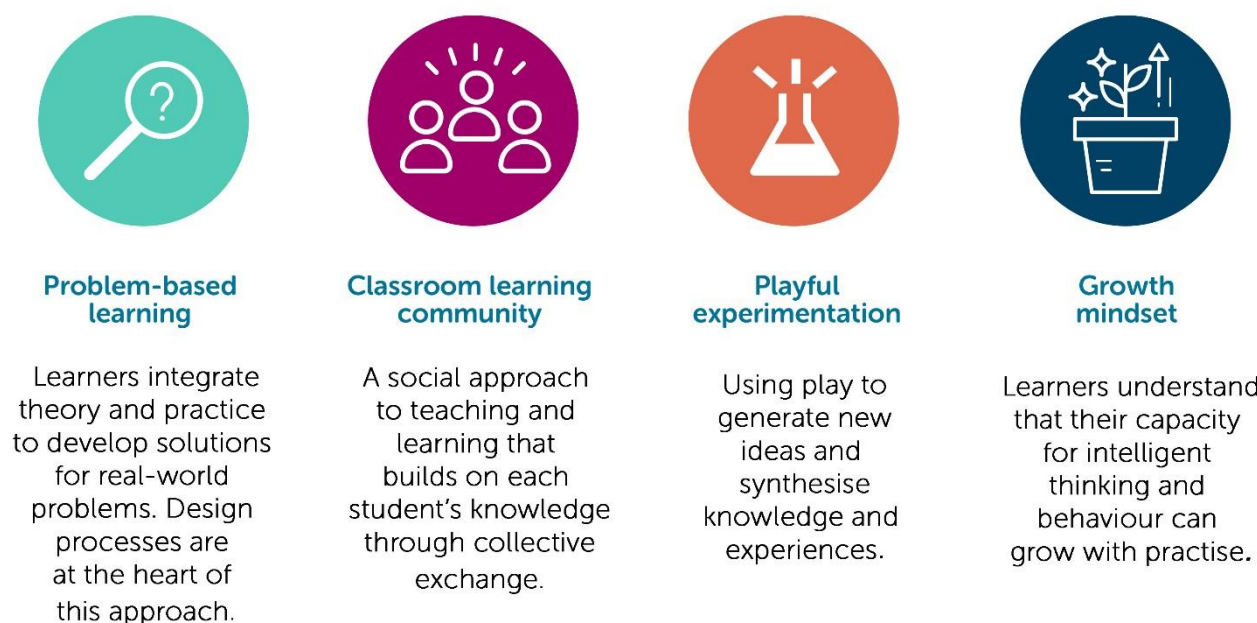 ?
Problem-based
learning
Learners integrate
theory and practice
to develop solutions
for real-world
problems. Design
processes are
at the heart of
this approach.
Classroom learning
community
A social approach
to teaching and
learning that
builds on each
student’s knowledge
through collective
exchange.
Playful
experimentation
Using play to
generate new
ideas and
synthesise
knowledge and
experiences.
Growth
mindset
Learners understand
that their capacity
for intelligent
thinking and
behaviour can
grow with practise.